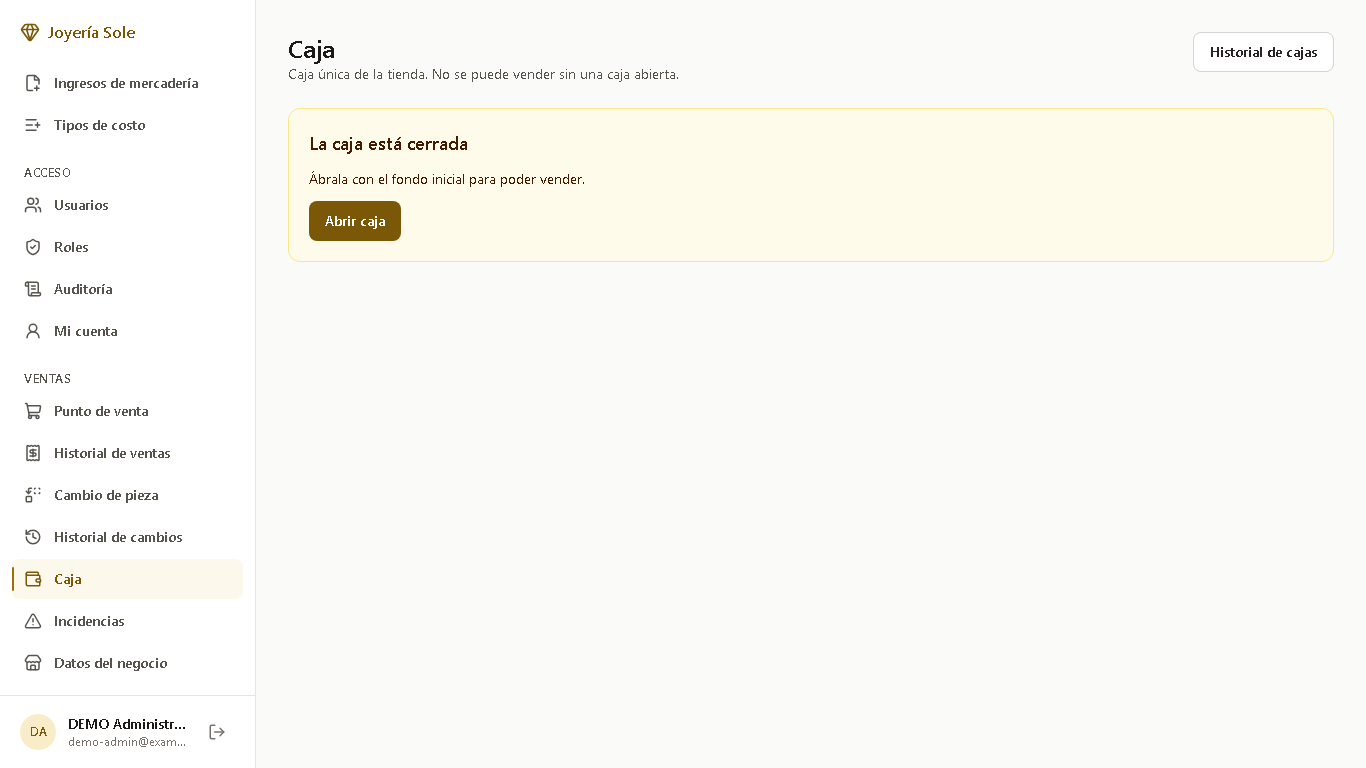 Joyería Sole
Ingresos de mercadería
Tipos de costo
ACCESO
Usuarios
Roles
Auditoría
Mi cuenta
VENTAS
Punto de venta
Historial de ventas
Cambio de pieza
Historial de cambios
Caja
Incidencias
Datos del negocio
DA
DEMO Administr...
demo-admin@exam...
Caja
Caja única de la tienda. No se puede vender sin una caja abierta.
Historial de cajas
La caja está cerrada
Ábrala con el fondo inicial para poder vender.
Abrir caja